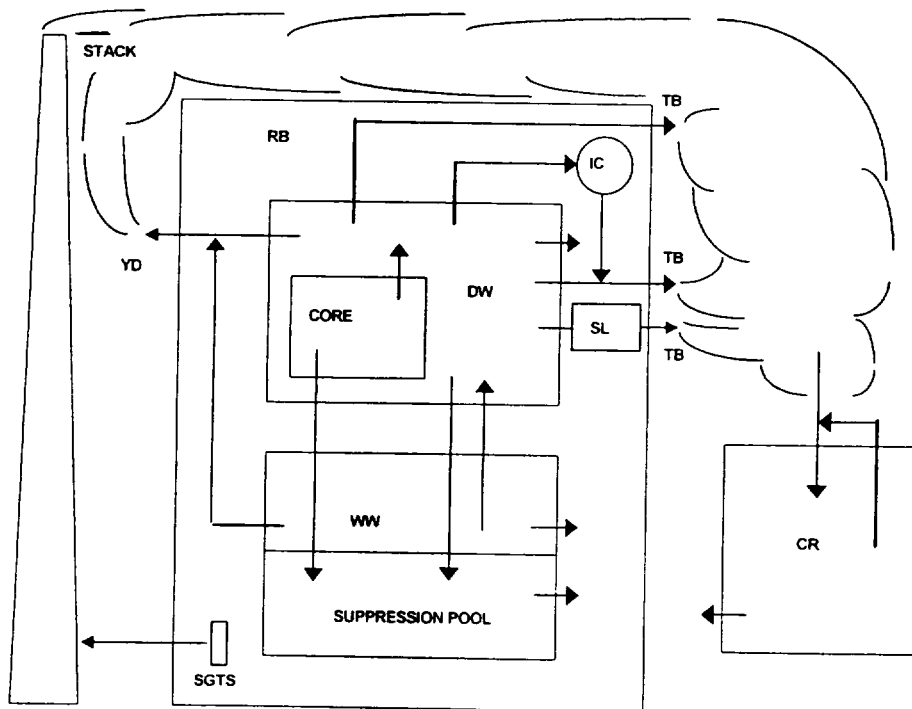 STACK
TB
RB
IC
YD
TB
CORE
DW
SL
TB
WW
CR
SUPPRESSION POOL
SGTS